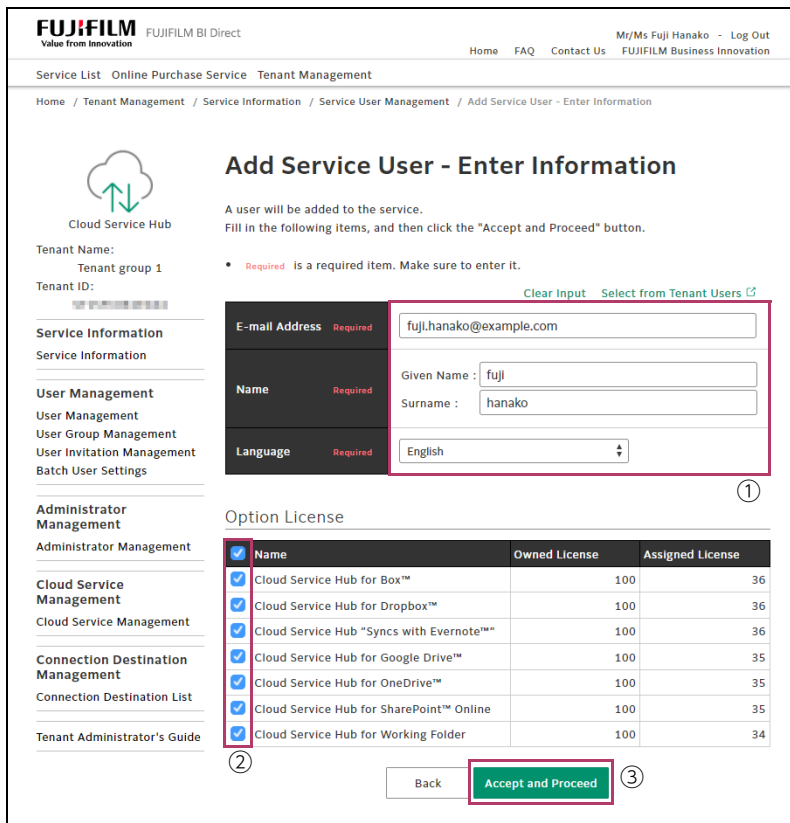 FUJIFILM
Value from Innovation
FUJIFILM BI Direct
Mr/Ms Fuji Hanako - Log Out
Home FAQ Contact Us FUJIFILM Business Innovation
Service List Online Purchase Service Tenant Management
Home / Tenant Management / Service Information / Service User Management / Add Service User - Enter Information
Cloud Service Hub
Tenant Name:
Tenant group 1
Tenant ID:
Service Information
Service Information
User Management
User Management
User Group Management
User Invitation Management
Batch User Settings
Administrator
Management
Administrator Management
Cloud Service
Management
Cloud Service Management
Connection Destination
Management
Connection Destination List
Tenant Administrator's Guide
Add Service User - Enter Information
A user will be added to the service.
Fill in the following items, and then click the "Accept and Proceed" button.
• Required is a required item. Make sure to enter it.
Clear Input Select from Tenant Users
E-mail Address Required fuji.hanako@example.com
Name Required
Given Name : fuji
Surname : hanako
Language Required English
①
Option License
Name Owned License Assigned License
Cloud Service Hub for Box™ 100 36
Cloud Service Hub for Dropbox™ 100 36
Cloud Service Hub "Syncs with Evernote™" 100 36
Cloud Service Hub for Google Drive™ 100 35
Cloud Service Hub for OneDrive™ 100 35
Cloud Service Hub for SharePoint™ Online 100 35
Cloud Service Hub for Working Folder 100 34
②
Back Accept and Proceed ③